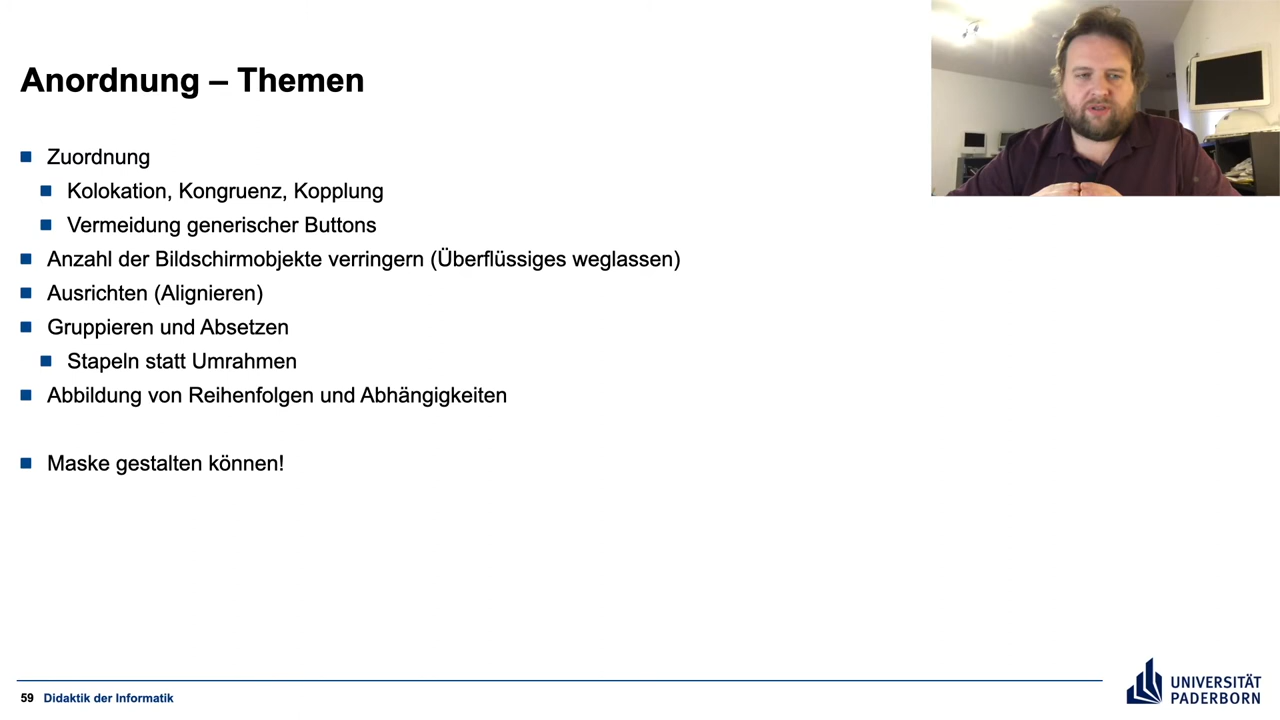 Anordnung – Themen
Zuordnung
Kolokation, Kongruenz, Kopplung
Vermeidung generischer Buttons
Anzahl der Bildschirmobjekte verringern (Überflüssiges weglassen)
Ausrichten (Alignieren)
Gruppieren und Absetzen
Stapeln statt Umrahmen
Abbildung von Reihenfolgen und Abhängigkeiten
Maske gestalten können!
59 Didaktik der Informatik
UNIVERSITÄT
PADERBORN